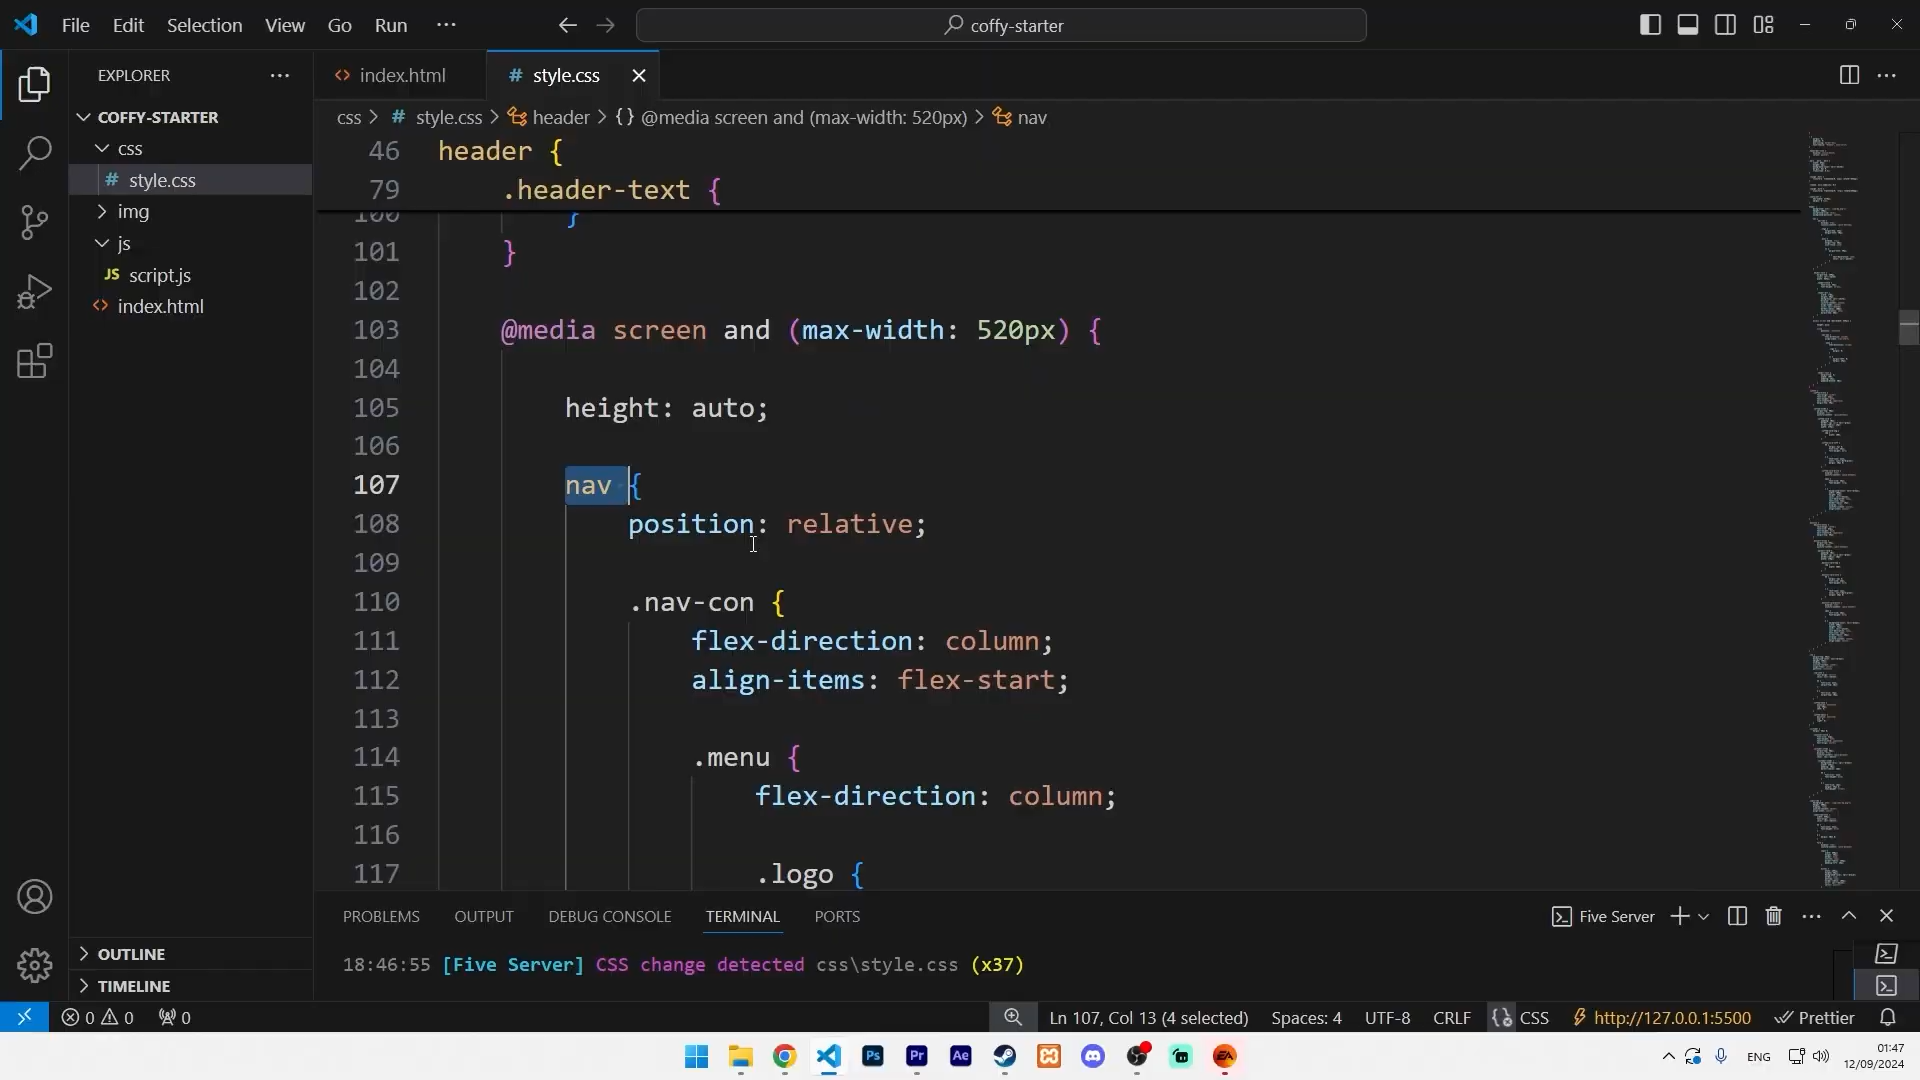 File Edit Selection View Go Run ···
coffy-starter
EXPLORER ···
COFFY-STARTER
css
# style.css
img
js
JS script.js
<> index.html
OUTLINE
TIMELINE
<> index.html
# style.css
css > # style.css > header > {} @media screen and (max-width: 520px) > nav
46 header {
79 .header-text {
100 }
101 }
102
103 @media screen and (max-width: 520px) {
104
105 height: auto;
106
107 nav {
108 position: relative;
109
110 .nav-con {
111 flex-direction: column;
112 align-items: flex-start;
113
114 .menu {
115 flex-direction: column;
116
117 .logo {
PROBLEMS OUTPUT DEBUG CONSOLE TERMINAL PORTS
Five Server
18:46:55 [Five Server] CSS change detected css\style.css (x37)
0 0 0
Ln 107, Col 13 (4 selected) Spaces: 4 UTF-8 CRLF CSS http://127.0.0.1:5500 Prettier
Ps Pr Ae EA
ENG
01:47
12/09/2024